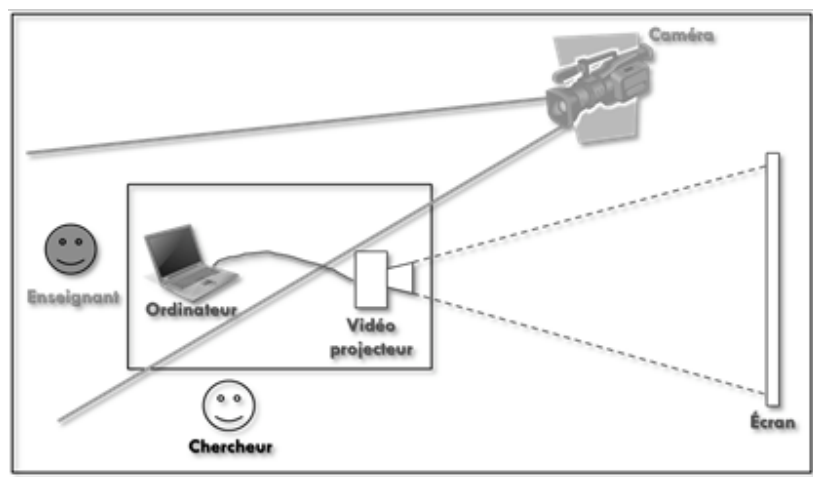 Caméra
Enseignant
Ordinateur
Vidéo
projecteur
Chercheur
Écran